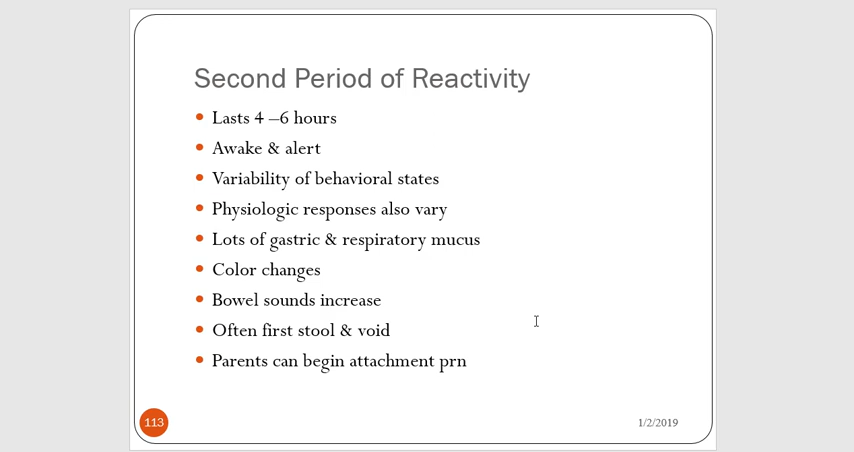 Second Period of Reactivity
• Lasts 4 –6 hours
• Awake & alert
• Variability of behavioral states
• Physiologic responses also vary
• Lots of gastric & respiratory mucus
• Color changes
• Bowel sounds increase
• Often first stool & void
• Parents can begin attachment prn
113
1/2/2019